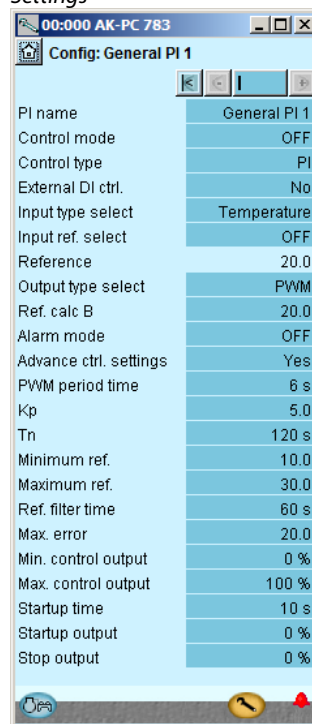 Settings
00:000 AK-PC 783
Config: General PI 1
PI name General PI 1
Control mode OFF
Control type PI
External DI ctrl. No
Input type select Temperature
Input ref. select OFF
Reference 20.0
Output type select PWM
Ref. calc B 20.0
Alarm mode OFF
Advance ctrl. settings Yes
PWM period time 6 s
Kp 5.0
Tn 120 s
Minimum ref. 10.0
Maximum ref. 30.0
Ref. filter time 60 s
Max. error 20.0
Min. control output 0 %
Max. control output 100 %
Startup time 10 s
Startup output 0 %
Stop output 0 %